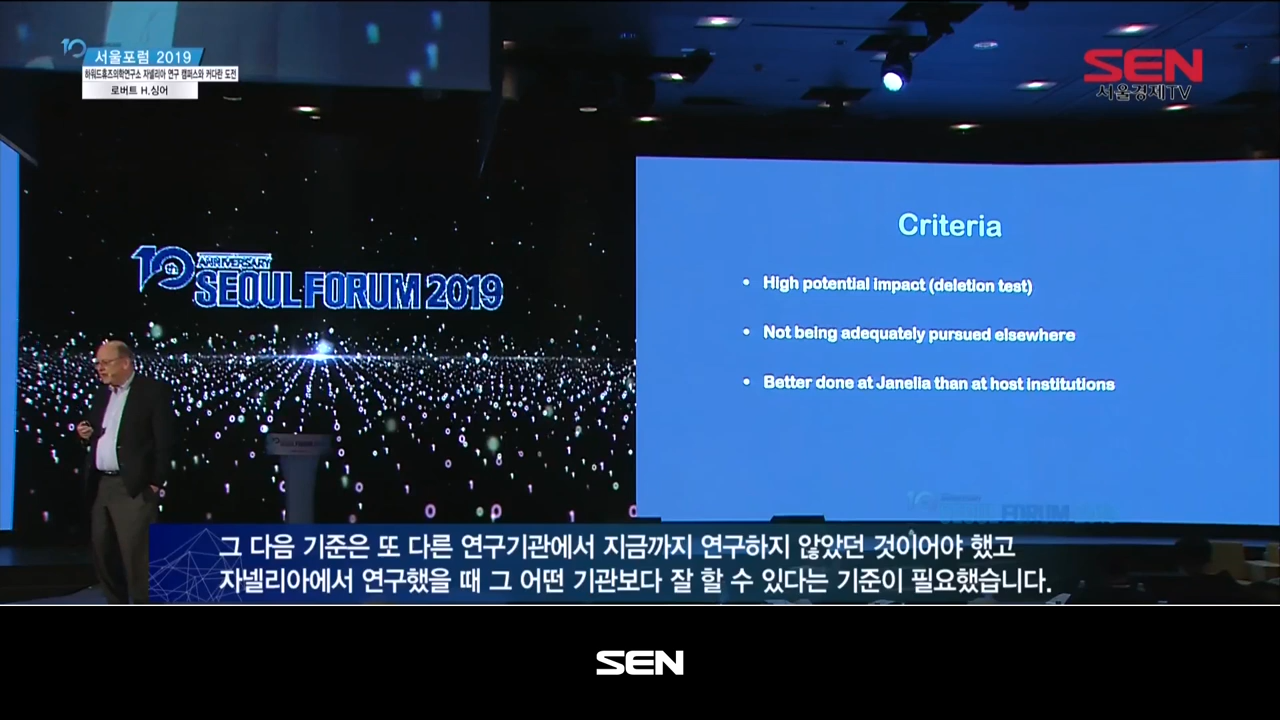 서울포럼 2019
하워드휴즈의학연구소 자넬리아 연구 캠퍼스와 커다란 도전
로버트 H.싱어
SEN
서울경제TV
10th ANNIVERSARY
SEOUL FORUM 2019
Criteria
• High potential impact (deletion test)
• Not being adequately pursued elsewhere
• Better done at Janelia than at host institutions
SEOUL FORUM
그 다음 기준은 또 다른 연구기관에서 지금까지 연구하지 않았던 것이어야 했고
자넬리아에서 연구했을 때 그 어떤 기관보다 잘 할 수 있다는 기준이 필요했습니다.
SEN